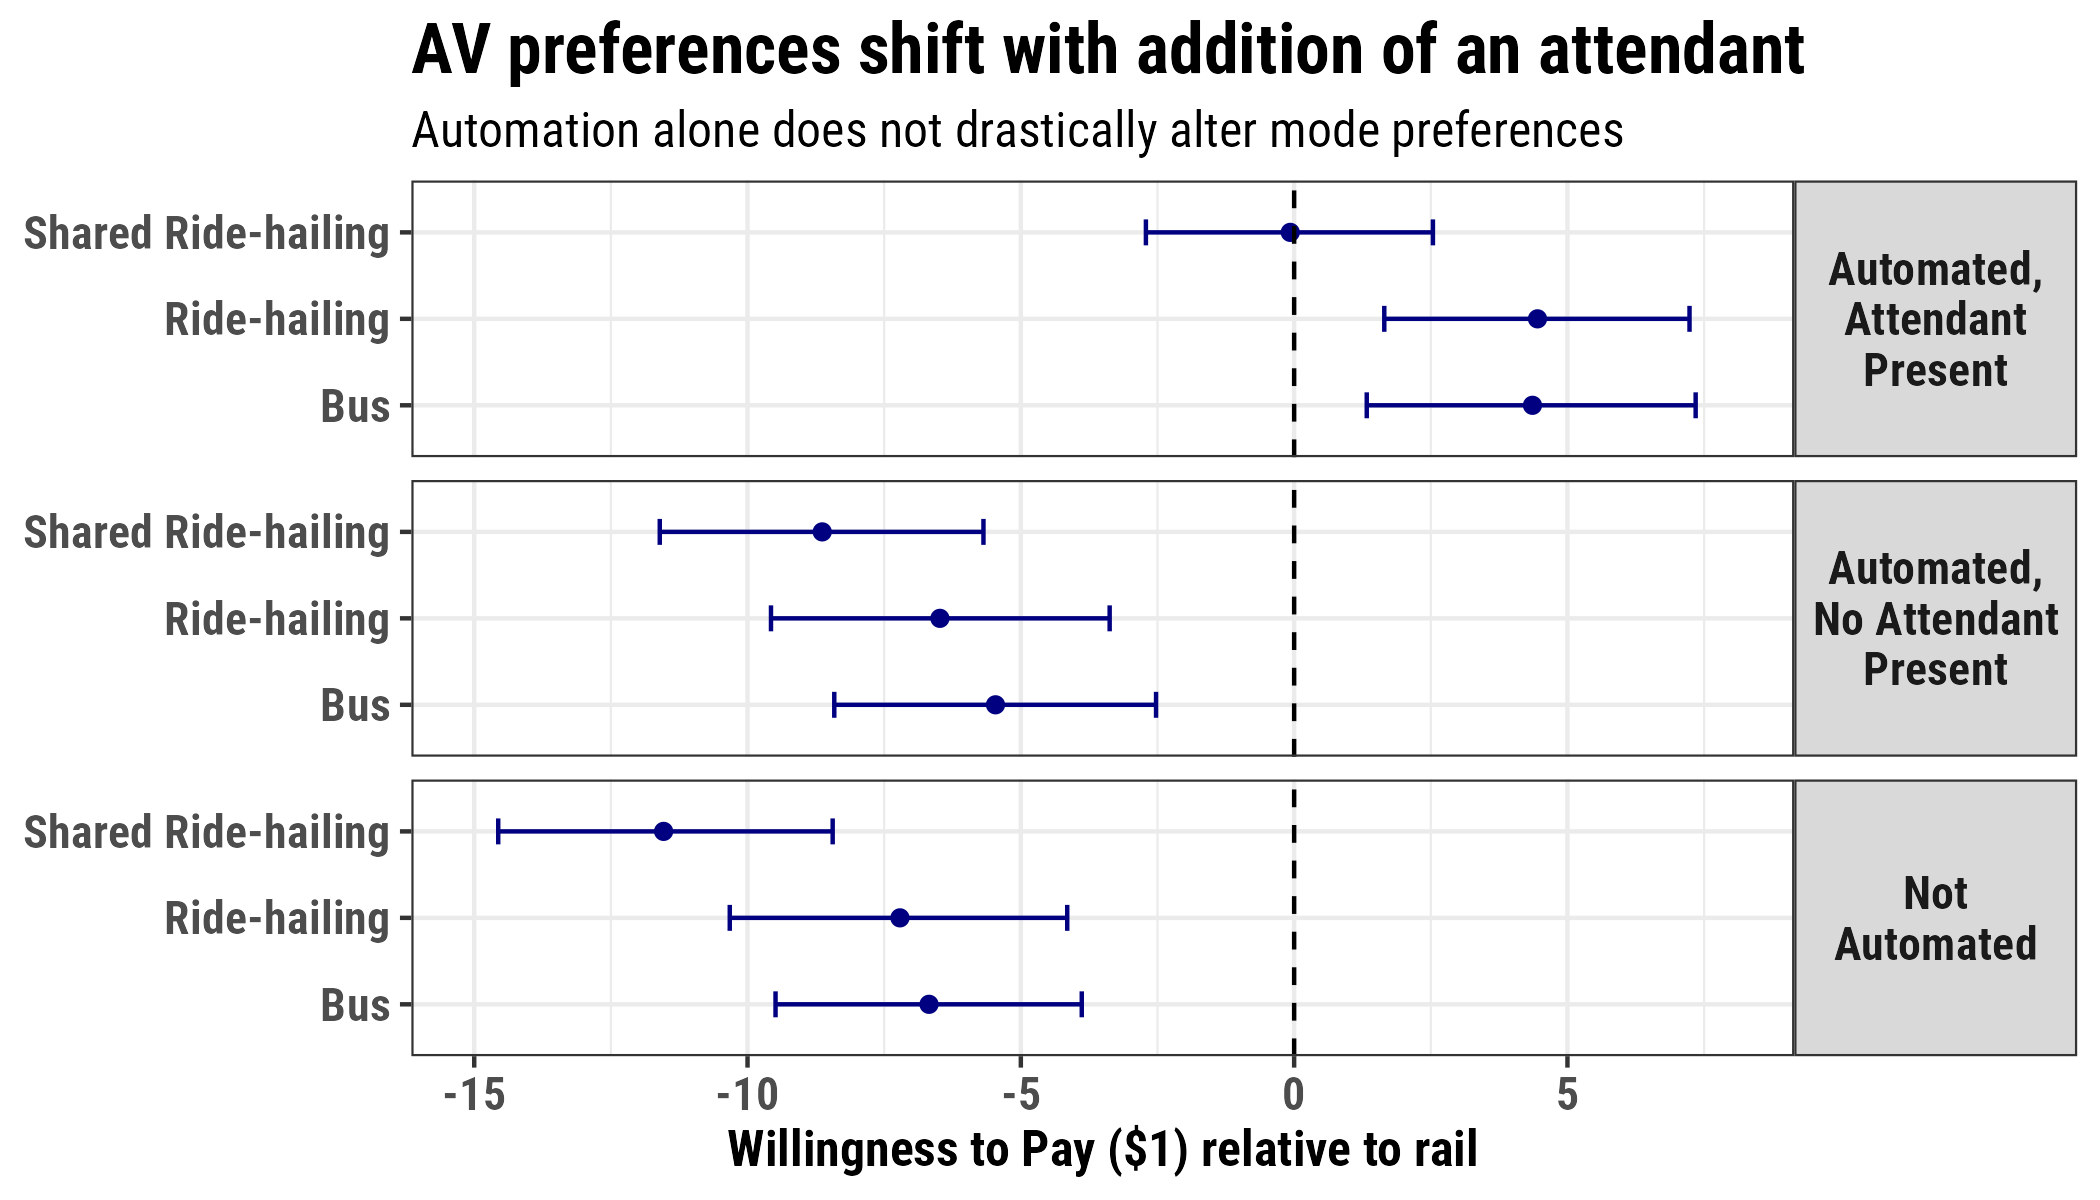 AV preferences shift with addition of an attendant
Automation alone does not drastically alter mode preferences
Shared Ride-hailing
Ride-hailing
Bus
Automated,
Attendant
Present
Shared Ride-hailing
Ride-hailing
Bus
Automated,
No Attendant
Present
Shared Ride-hailing
Ride-hailing
Bus
Not
Automated
-15 -10 -5 0 5
Willingness to Pay ($1) relative to rail